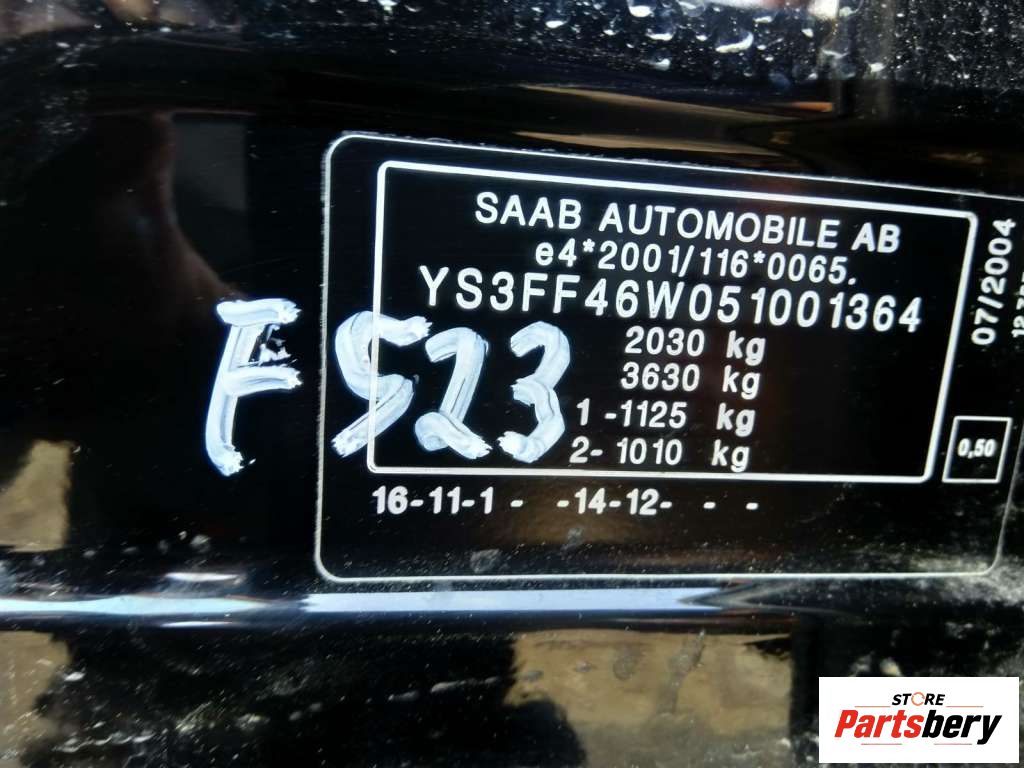 SAAB AUTOMOBILE AB
e4*2001/116*0065.
YS3FF46W051001364
2030 kg
3630 kg
1 -1125 kg
2- 1010 kg
16-11-1 - -14-12- - -
07/2004
0,50
F523
STORE
Partsbery